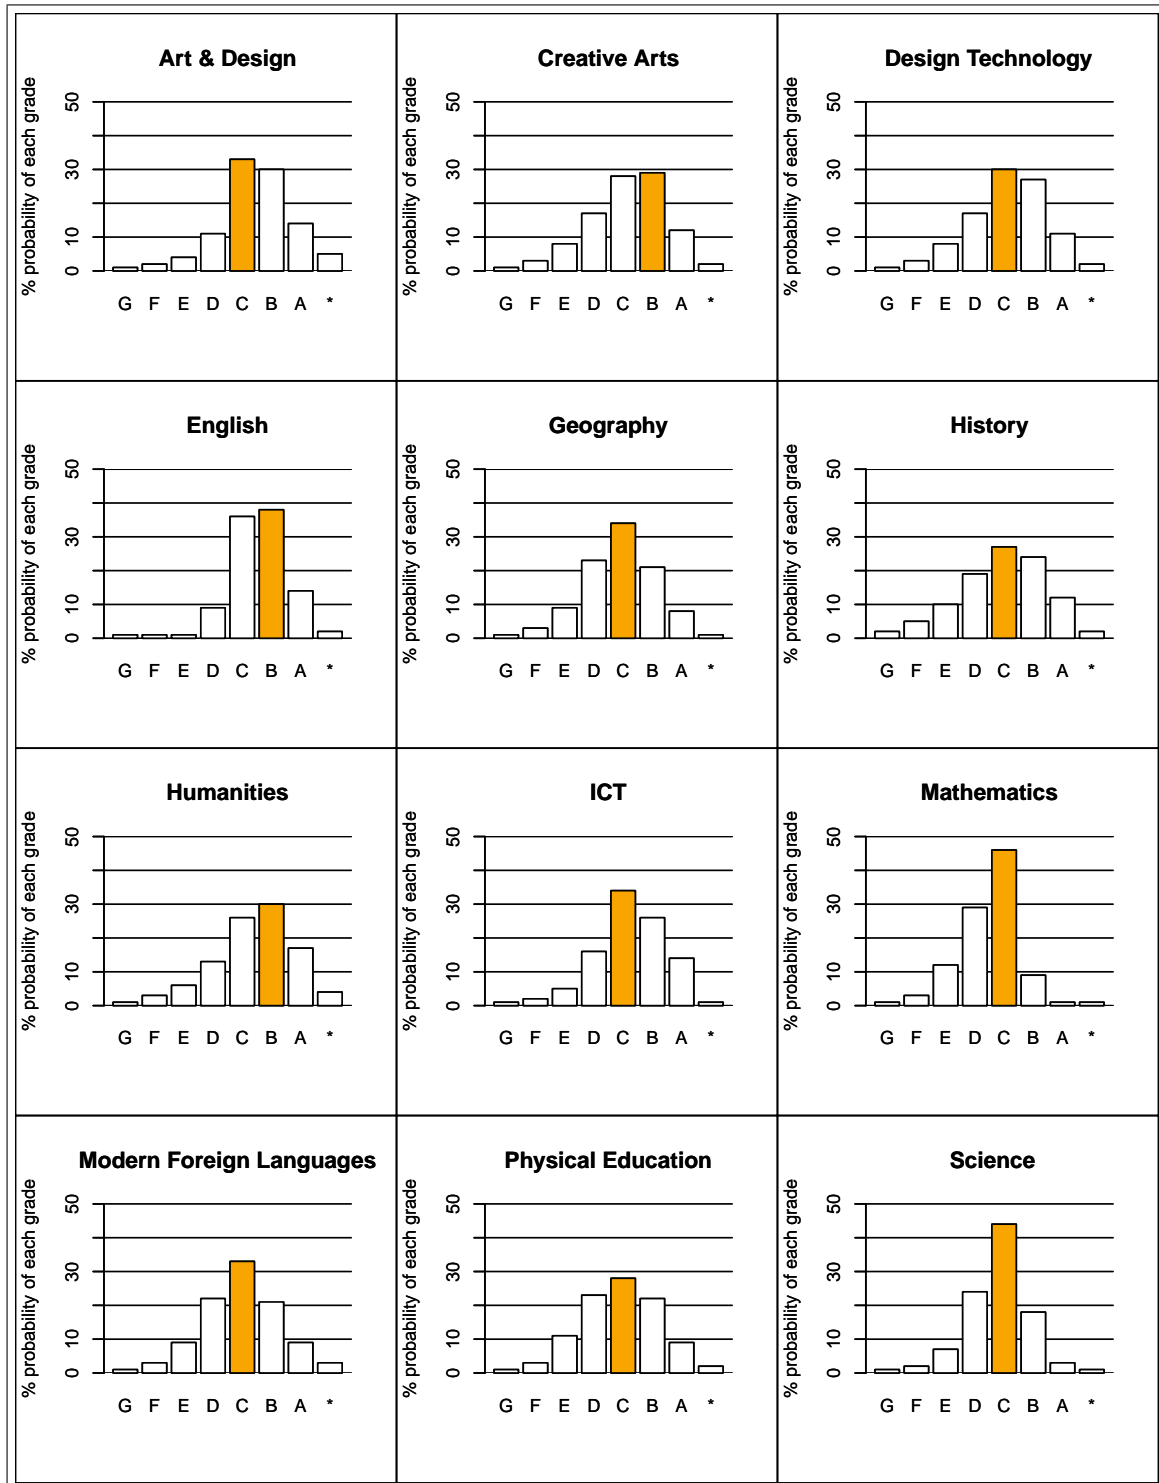 Art & Design
% probability of each grade
50
30
10
0
G F E D C B A *
Creative Arts
% probability of each grade
50
30
10
0
G F E D C B A *
Design Technology
% probability of each grade
50
30
10
0
G F E D C B A *
English
% probability of each grade
50
30
10
0
G F E D C B A *
Geography
% probability of each grade
50
30
10
0
G F E D C B A *
History
% probability of each grade
50
30
10
0
G F E D C B A *
Humanities
% probability of each grade
50
30
10
0
G F E D C B A *
ICT
% probability of each grade
50
30
10
0
G F E D C B A *
Mathematics
% probability of each grade
50
30
10
0
G F E D C B A *
Modern Foreign Languages
% probability of each grade
50
30
10
0
G F E D C B A *
Physical Education
% probability of each grade
50
30
10
0
G F E D C B A *
Science
% probability of each grade
50
30
10
0
G F E D C B A *